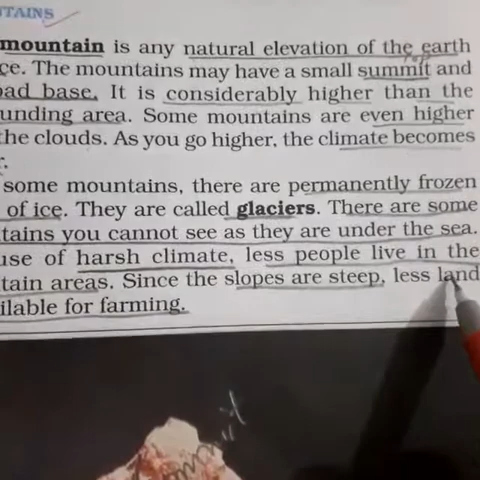 NTAINS
mountain is any natural elevation of the earth
ce. The mountains may have a small summit and
oad base. It is considerably higher than the
unding area. Some mountains are even higher
the clouds. As you go higher, the climate becomes
r.
some mountains, there are permanently frozen
of ice. They are called glaciers. There are some
tains you cannot see as they are under the sea.
use of harsh climate, less people live in the
tain areas. Since the slopes are steep, less land
ilable for farming.